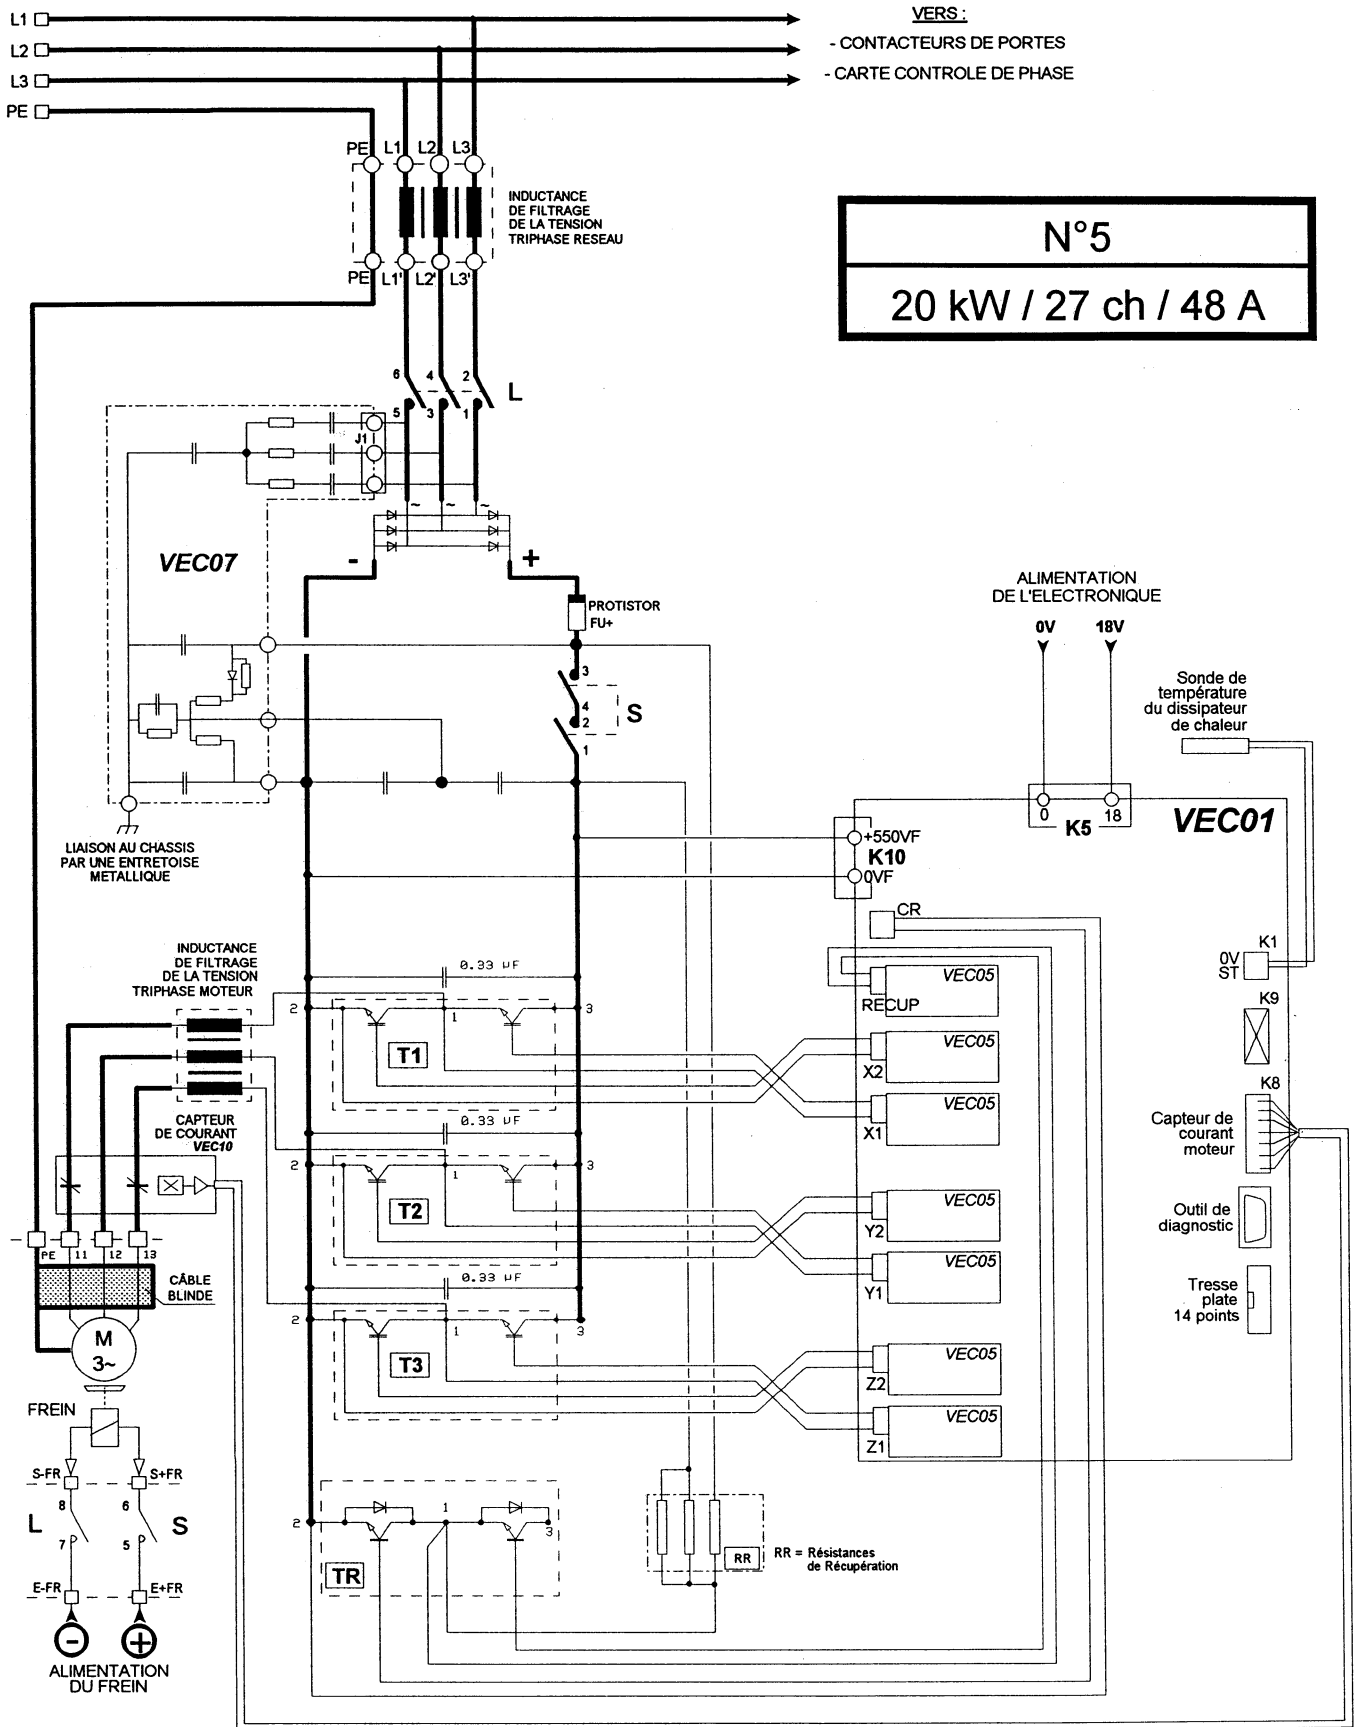 L1
VERS :
L2
- CONTACTEURS DE PORTES
L3
- CARTE CONTROLE DE PHASE
PE
PE L1 L2 L3
INDUCTANCE
DE FILTRAGE
DE LA TENSION
TRIPHASE RESEAU
PE L1' L2' L3'
N°5
20 kW / 27 ch / 48 A
6 4 2
L
5 3 1
J1
~ ~ ~
VEC07
- +
PROTISTOR
FU+
3
4
2
1
S
LIAISON AU CHASSIS
PAR UNE ENTRETOISE
METALLIQUE
ALIMENTATION
DE L'ELECTRONIQUE
0V 18V
Sonde de
température
du dissipateur
de chaleur
0 18
K5
VEC01
+550VF
K10
0VF
CR
K1
0V
ST
K9
K8
Capteur de
courant
moteur
Outil de
diagnostic
Tresse
plate
14 points
VEC05
RECUP
VEC05
X2
VEC05
X1
VEC05
Y2
VEC05
Y1
VEC05
Z2
VEC05
Z1
INDUCTANCE
DE FILTRAGE
DE LA TENSION
TRIPHASE MOTEUR
0.33 µF
2 1 3
T1
CAPTEUR
DE COURANT
VEC10
0.33 µF
2 1 3
T2
0.33 µF
2 1 3
T3
PE 11 12 13
CÂBLE
BLINDE
M
3~
FREIN
S-FR S+FR
8 6
L S
7 5
E-FR E+FR
- +
ALIMENTATION
DU FREIN
2 1 3
TR
RR
RR = Résistances
de Récupération